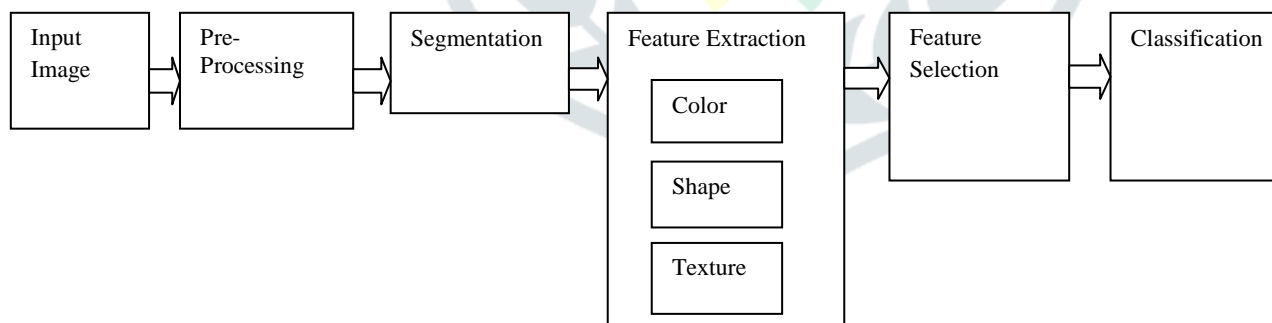 Input
Image
Pre-
Processing
Segmentation
Feature Extraction
Color
Shape
Texture
Feature
Selection
Classification